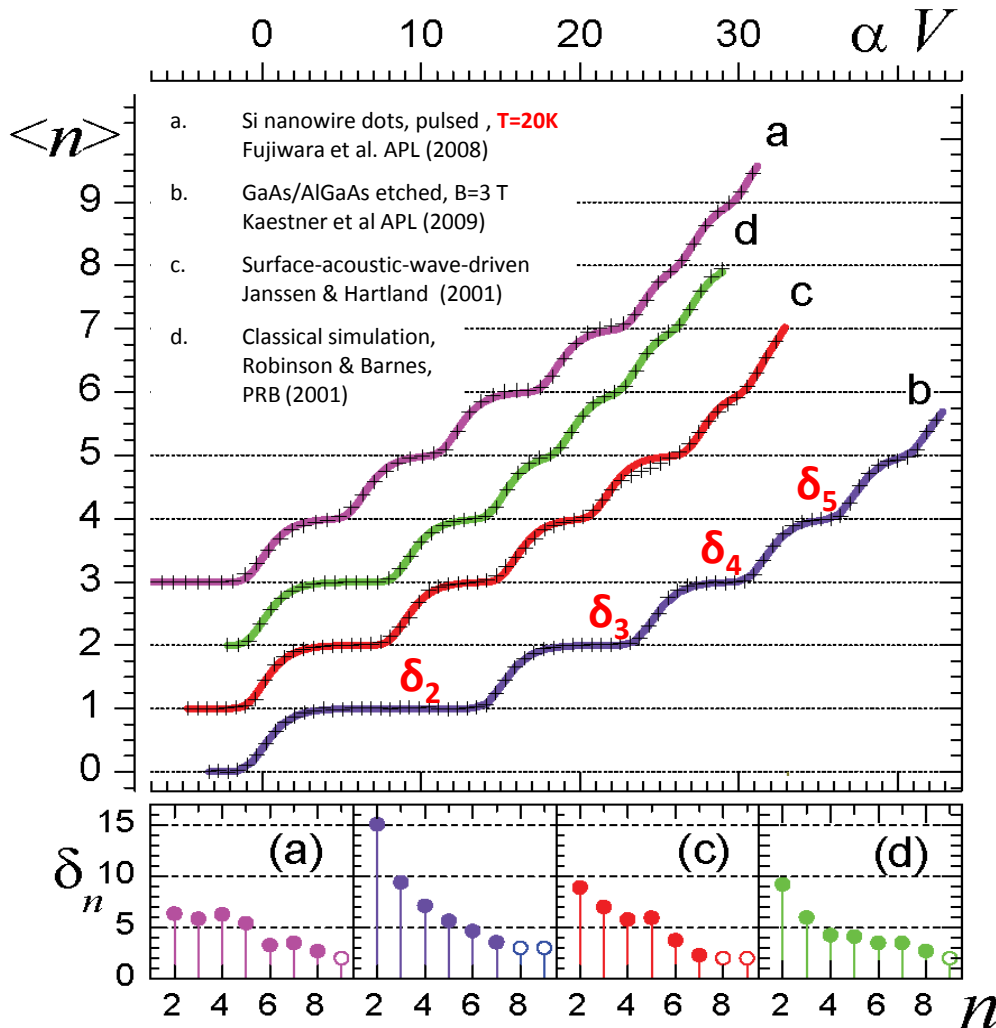 0 10 20 30 α V
<n>
a. Si nanowire dots, pulsed , T=20K
Fujiwara et al. APL (2008)
b. GaAs/AlGaAs etched, B=3 T
Kaestner et al APL (2009)
c. Surface-acoustic-wave-driven
Janssen & Hartland (2001)
d. Classical simulation,
Robinson & Barnes,
PRB (2001)
a
d
c
b
9
8
7
6
5
4
3
2
1
0
δ2
δ3
δ4
δ5
15
10
5
0
δn
(a)
(c)
(d)
2 4 6 8 2 4 6 8 2 4 6 8 2 4 6 8 n